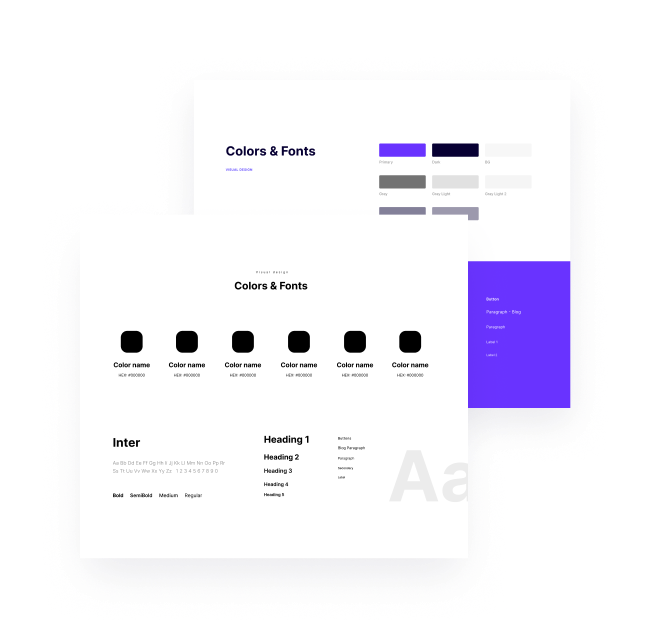 Colors & Fonts
VISUAL DESIGN
Primary
Dark
BG
Gray
Gray Light
Gray Light 2
Button
Paragraph - Blog
Paragraph
Label 1
Label 2
Visual Design
Colors & Fonts
Color name
HEX #000000
Color name
HEX #000000
Color name
HEX #000000
Color name
HEX #000000
Color name
HEX #000000
Color name
HEX #000000
Inter
Aa Bb Dd Ee Ff Gg Hh Ii Jj Kk Ll Mm Nn Oo Pp Rr
Ss Tt Uu Vv Ww Xx Yy Zz 1 2 3 4 5 6 7 8 9 0
Bold SemiBold Medium Regular
Heading 1
Heading 2
Heading 3
Heading 4
Heading 5
Buttons
Blog Paragraph
Paragraph
Summary
Label
Aa